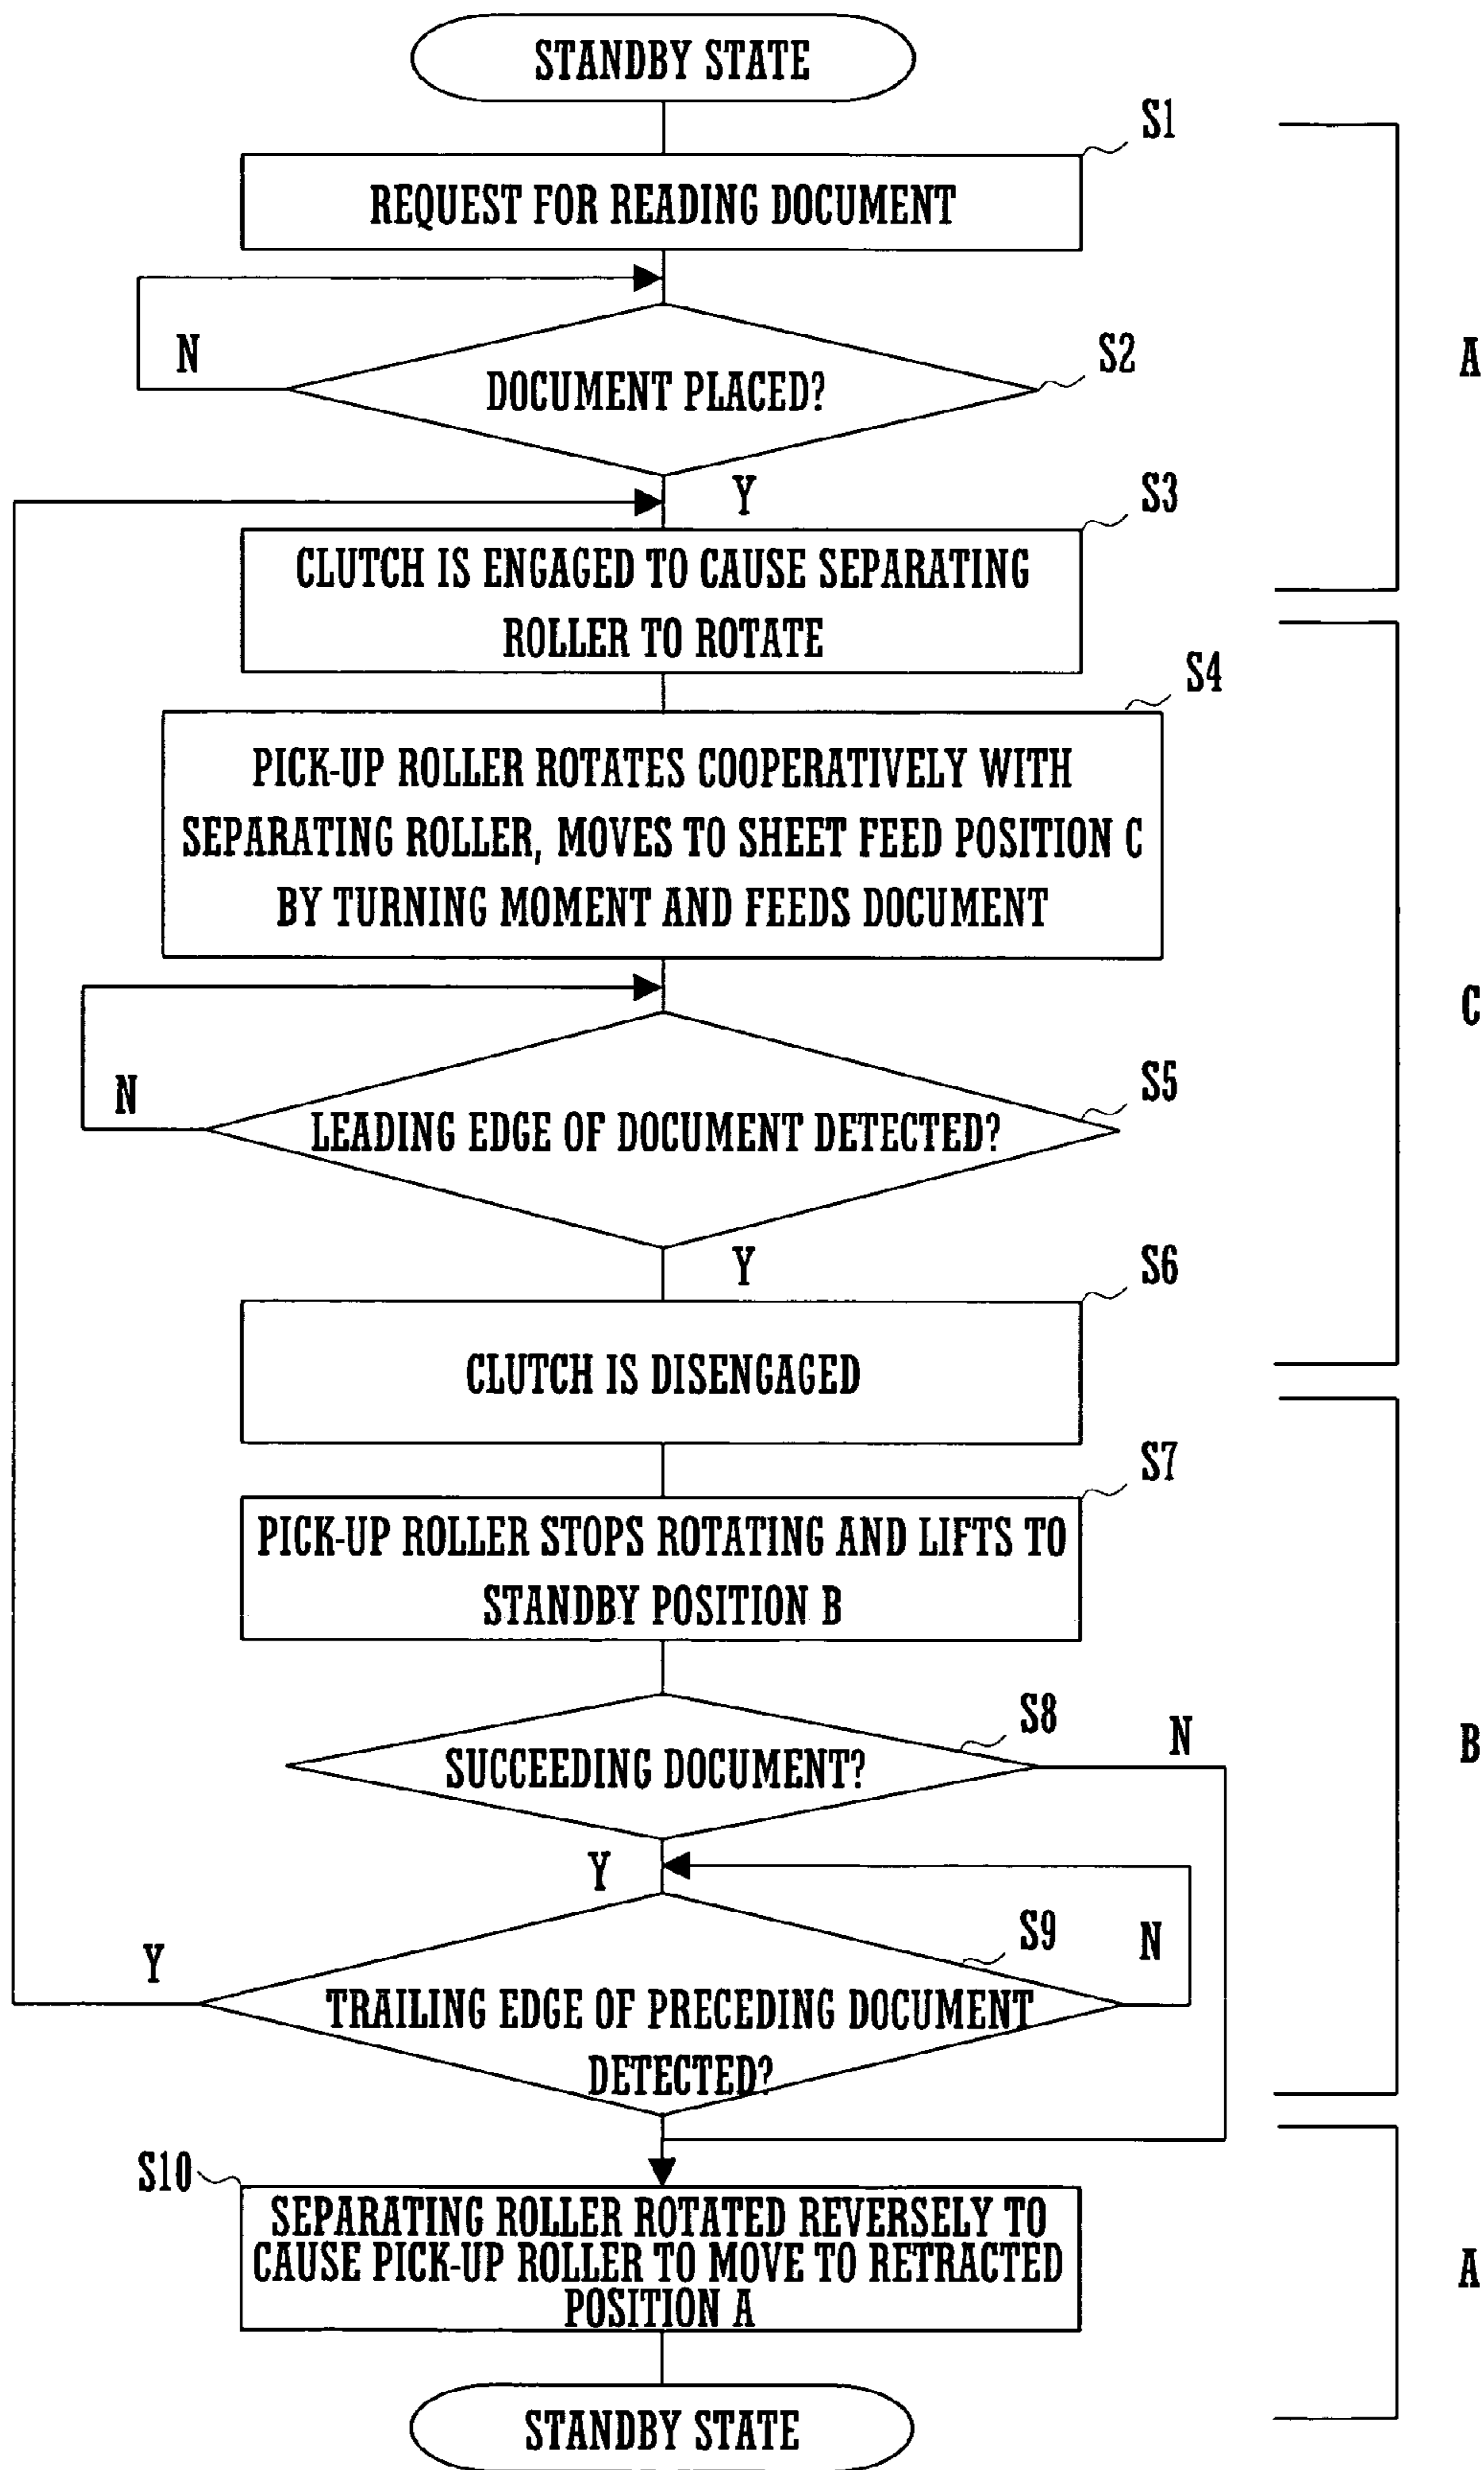 STANDBY STATE
S1
REQUEST FOR READING DOCUMENT
A
N
S2
DOCUMENT PLACED?
Y
S3
CLUTCH IS ENGAGED TO CAUSE SEPARATING
ROLLER TO ROTATE
S4
PICK-UP ROLLER ROTATES COOPERATIVELY WITH
SEPARATING ROLLER, MOVES TO SHEET FEED POSITION C
BY TURNING MOMENT AND FEEDS DOCUMENT
C
N
S5
LEADING EDGE OF DOCUMENT DETECTED?
Y
S6
CLUTCH IS DISENGAGED
S7
PICK-UP ROLLER STOPS ROTATING AND LIFTS TO
STANDBY POSITION B
S8
N
B
SUCCEEDING DOCUMENT?
Y
S9
N
Y
TRAILING EDGE OF PRECEDING DOCUMENT
DETECTED?
S10
SEPARATING ROLLER ROTATED REVERSELY TO
CAUSE PICK-UP ROLLER TO MOVE TO RETRACTED
POSITION A
A
STANDBY STATE